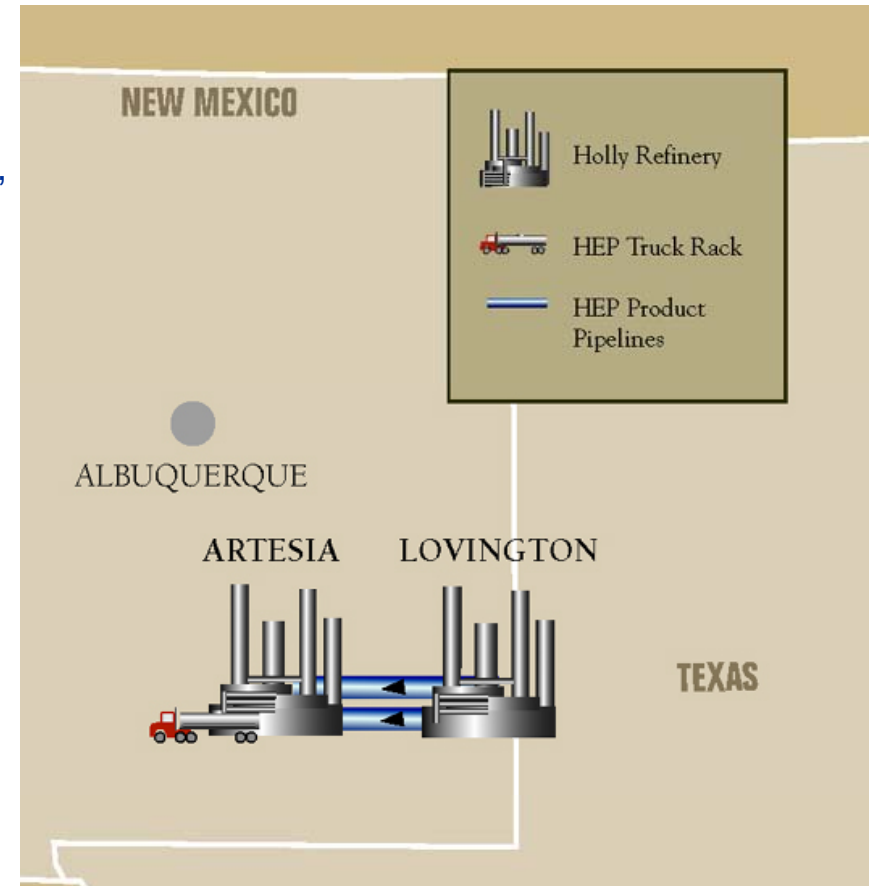 NEW MEXICO
,
Holly Refinery
HEP Truck Rack
HEP Product
Pipelines
ALBUQUERQUE
ARTESIA
LOVINGTON
TEXAS